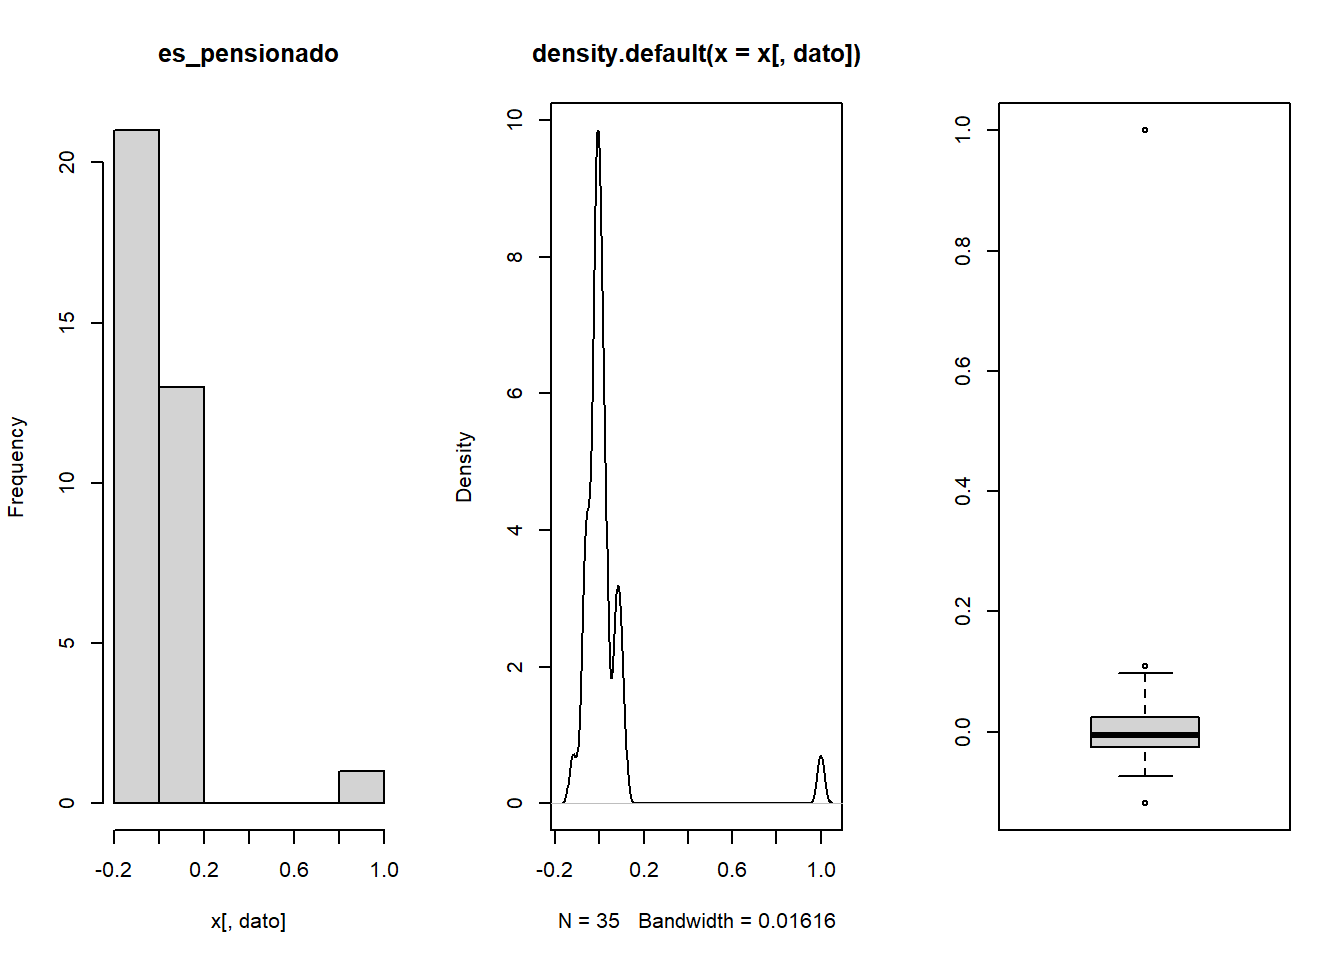 es_pensionado
Frequency
20
15
10
5
0
-0.2 0.2 0.6 1.0
x[, dato]
density.default(x = x[, dato])
Density
10
8
6
4
2
0
-0.2 0.2 0.6 1.0
N = 35 Bandwidth = 0.01616
1.0
0.8
0.6
0.4
0.2
0.0